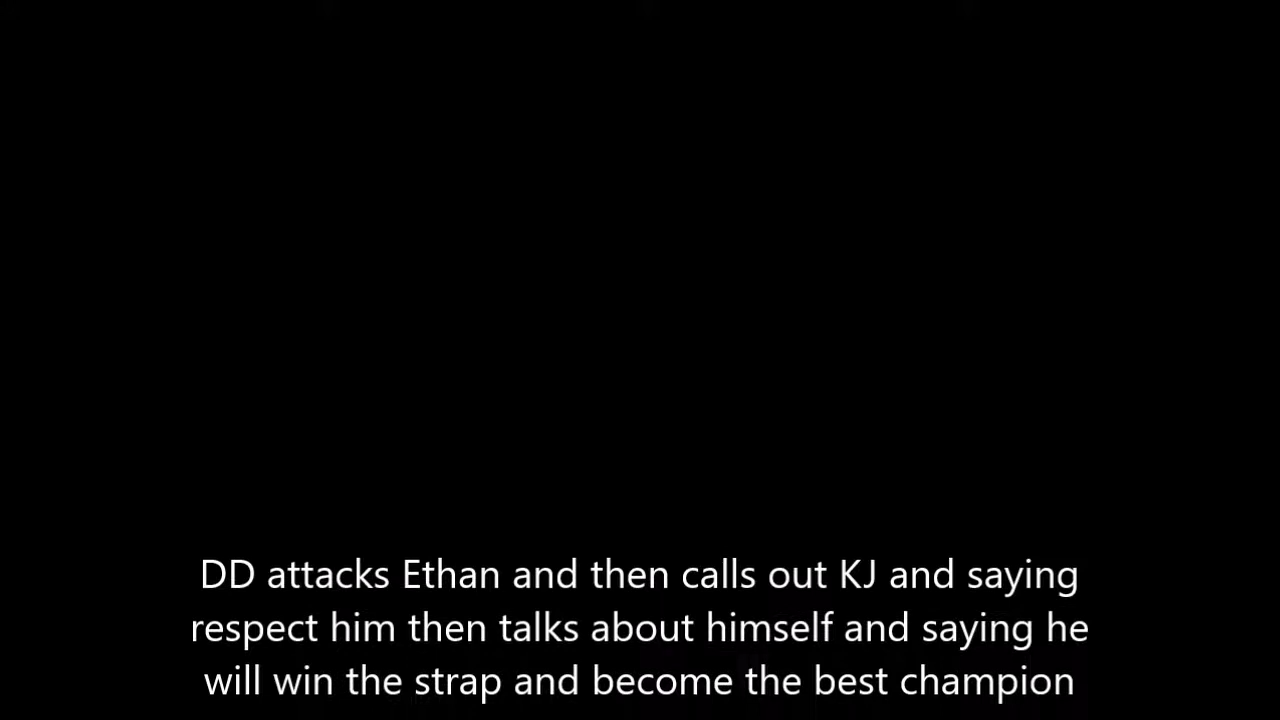 DD attacks Ethan and then calls out KJ and saying
respect him then talks about himself and saying he
will win the strap and become the best champion